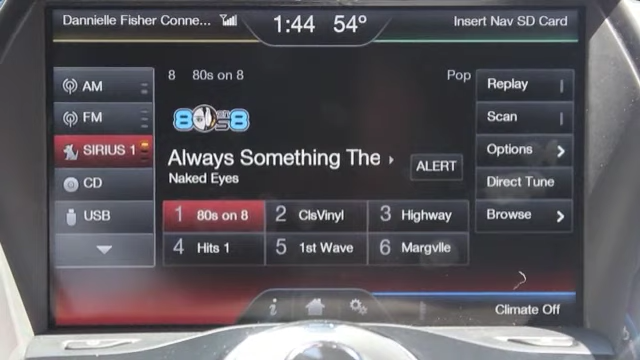 Dannielle Fisher Conne...
1:44 54°
Insert Nav SD Card
AM
FM
SIRIUS 1
CD
USB
8 80s on 8
Pop
Always Something The
Naked Eyes
ALERT
1 80s on 8
2 ClsVinyl
3 Highway
4 Hits 1
5 1st Wave
6 Margvlle
Replay
Scan
Options
Direct Tune
Browse
Climate Off